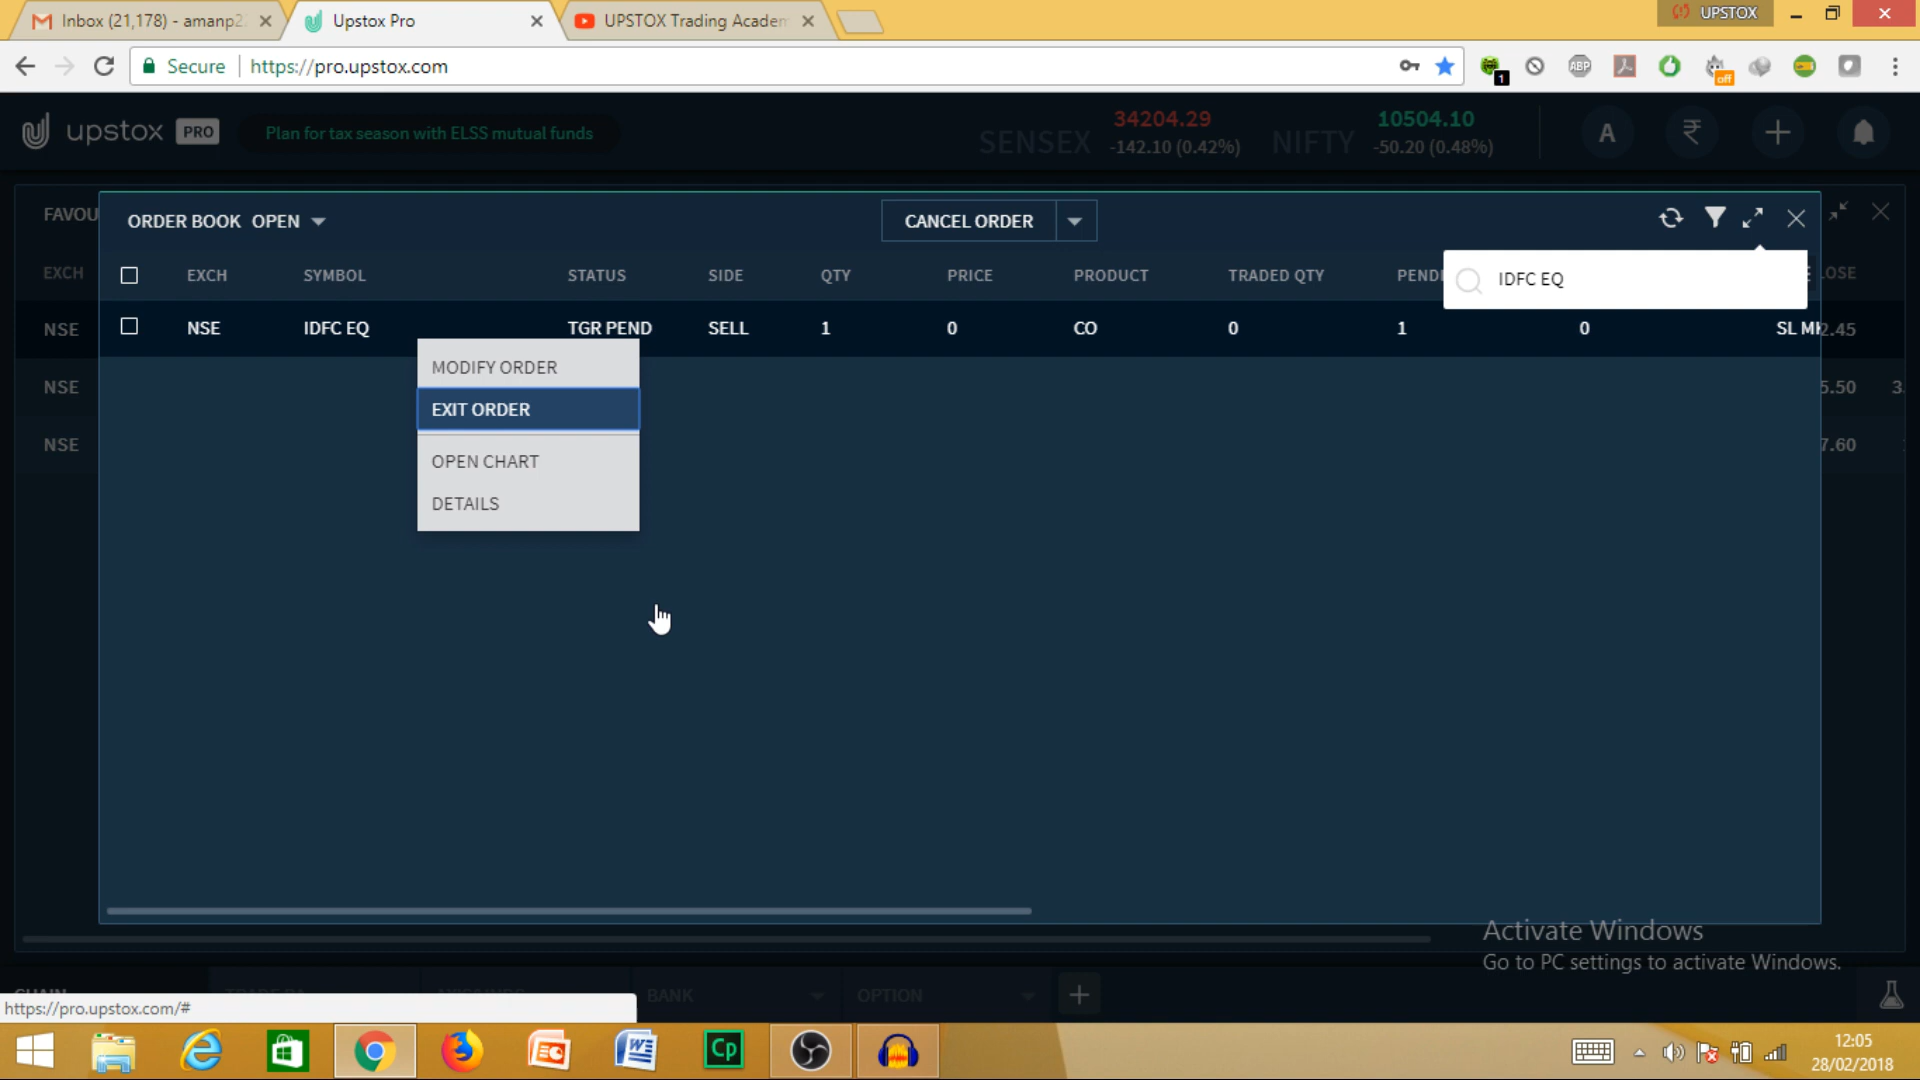 Inbox (21,178) - amanp2
Upstox Pro
UPSTOX Trading Academ
UPSTOX
Secure
https://pro.upstox.com
1
ABP
off
upstox PRO
Plan for tax season with ELSS mutual funds
SENSEX
34204.29
-142.10 (0.42%)
NIFTY
10504.10
-50.20 (0.48%)
A
₹
FAVOU
ORDER BOOK OPEN
CANCEL ORDER
EXCH
EXCH
SYMBOL
STATUS
SIDE
QTY
PRICE
PRODUCT
TRADED QTY
PENDI
IDFC EQ
LOSE
NSE
NSE
IDFC EQ
TGR PEND
SELL
1
0
CO
0
1
0
SL M
2.45
MODIFY ORDER
EXIT ORDER
OPEN CHART
DETAILS
NSE
5.50
3.
NSE
7.60
Activate Windows
Go to PC settings to activate Windows.
BANK
OPTION
https://pro.upstox.com/#
Cp
12:05
28/02/2018